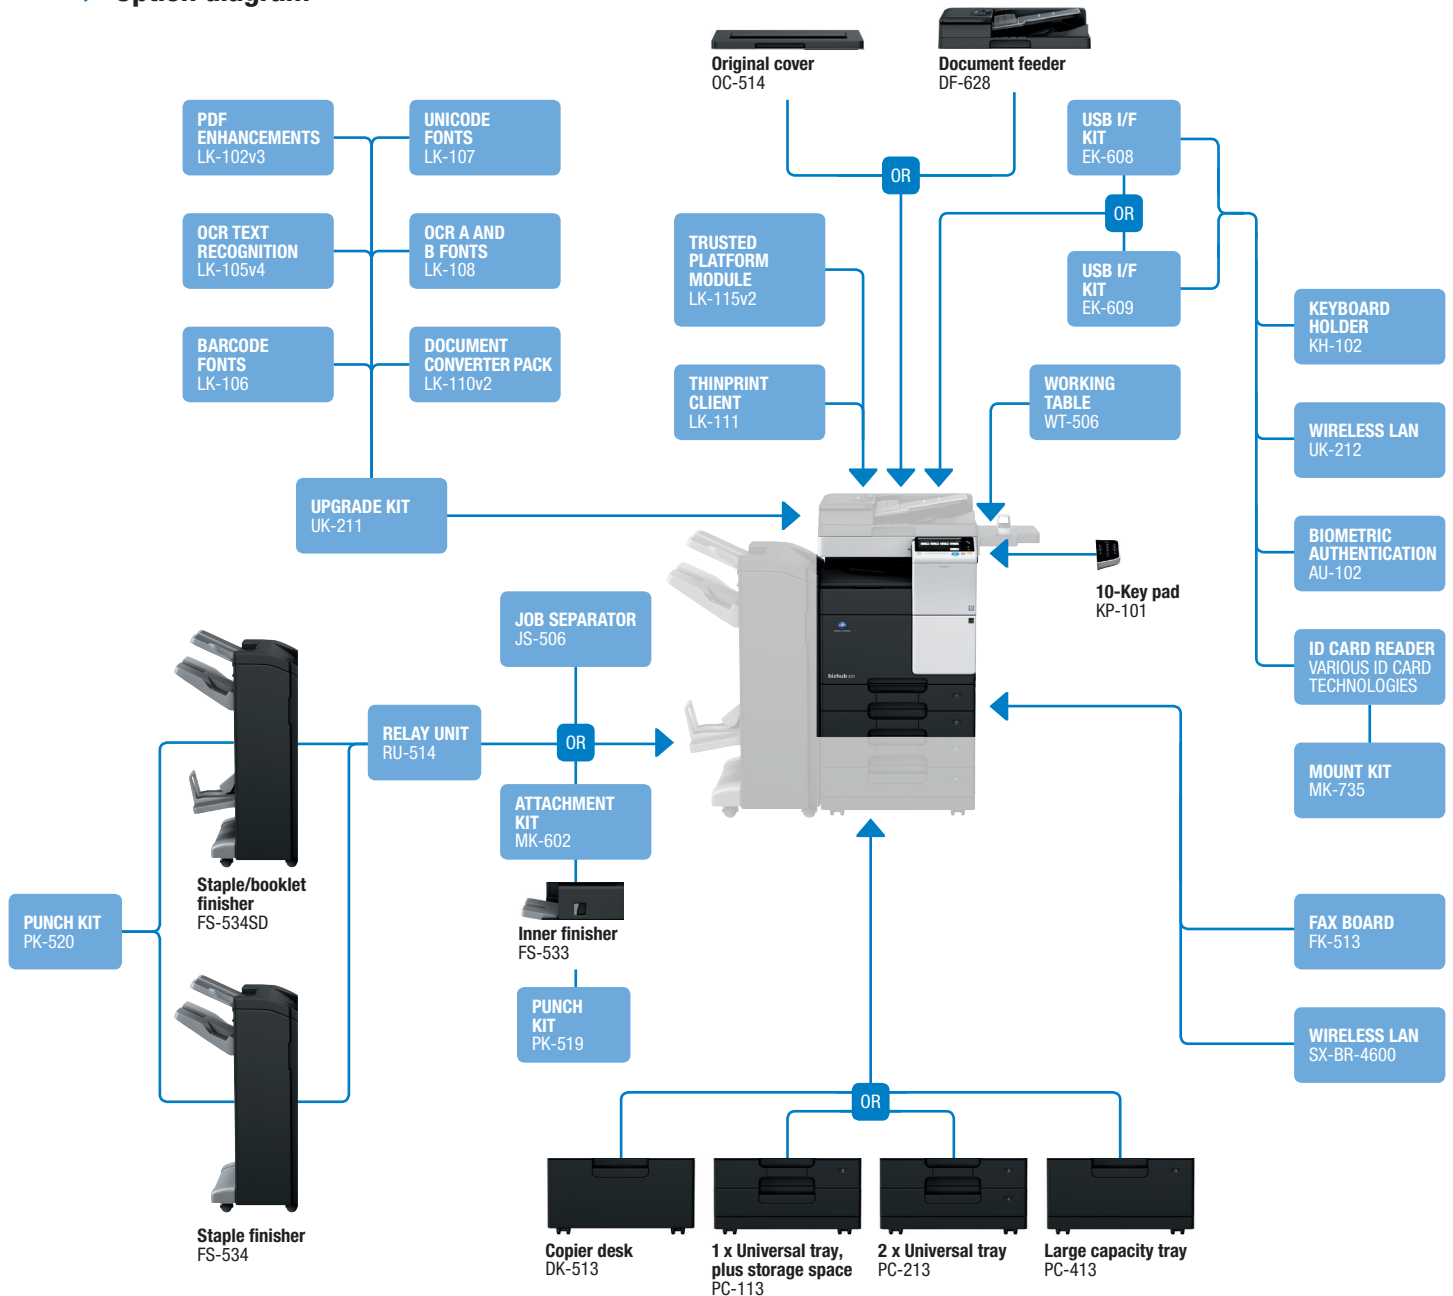 Option diagram
Original cover
OC-514
Document feeder
DF-628
PDF
ENHANCEMENTS
LK-102v3
UNICODE
FONTS
LK-107
USB I/F
KIT
EK-608
OR
OR
OCR TEXT
RECOGNITION
LK-105v4
OCR A AND
B FONTS
LK-108
TRUSTED
PLATFORM
MODULE
LK-115v2
USB I/F
KIT
EK-609
KEYBOARD
HOLDER
KH-102
BARCODE
FONTS
LK-106
DOCUMENT
CONVERTER PACK
LK-110v2
THINPRINT
CLIENT
LK-111
WORKING
TABLE
WT-506
WIRELESS LAN
UK-212
UPGRADE KIT
UK-211
BIOMETRIC
AUTHENTICATION
AU-102
10-Key pad
KP-101
JOB SEPARATOR
JS-506
ID CARD READER
VARIOUS ID CARD
TECHNOLOGIES
bizhub 227
RELAY UNIT
RU-514
OR
MOUNT KIT
MK-735
ATTACHMENT
KIT
MK-602
Staple/booklet
finisher
FS-534SD
PUNCH KIT
PK-520
Inner finisher
FS-533
FAX BOARD
FK-513
PUNCH
KIT
PK-519
WIRELESS LAN
SX-BR-4600
OR
Staple finisher
FS-534
Copier desk
DK-513
1 x Universal tray,
plus storage space
PC-113
2 x Universal tray
PC-213
Large capacity tray
PC-413